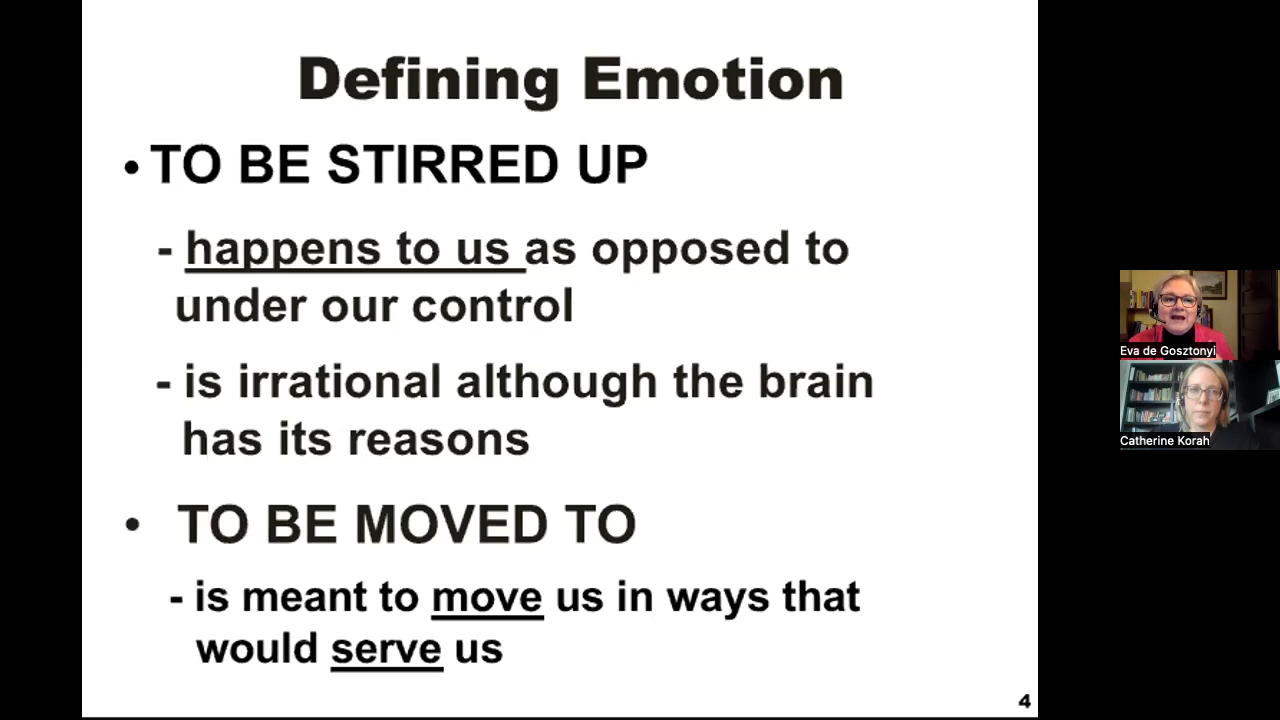 Defining Emotion
• TO BE STIRRED UP
- happens to us as opposed to
under our control
- is irrational although the brain
has its reasons
• TO BE MOVED TO
- is meant to move us in ways that
would serve us
4
Eva de Gosztonyi
Catherine Korah